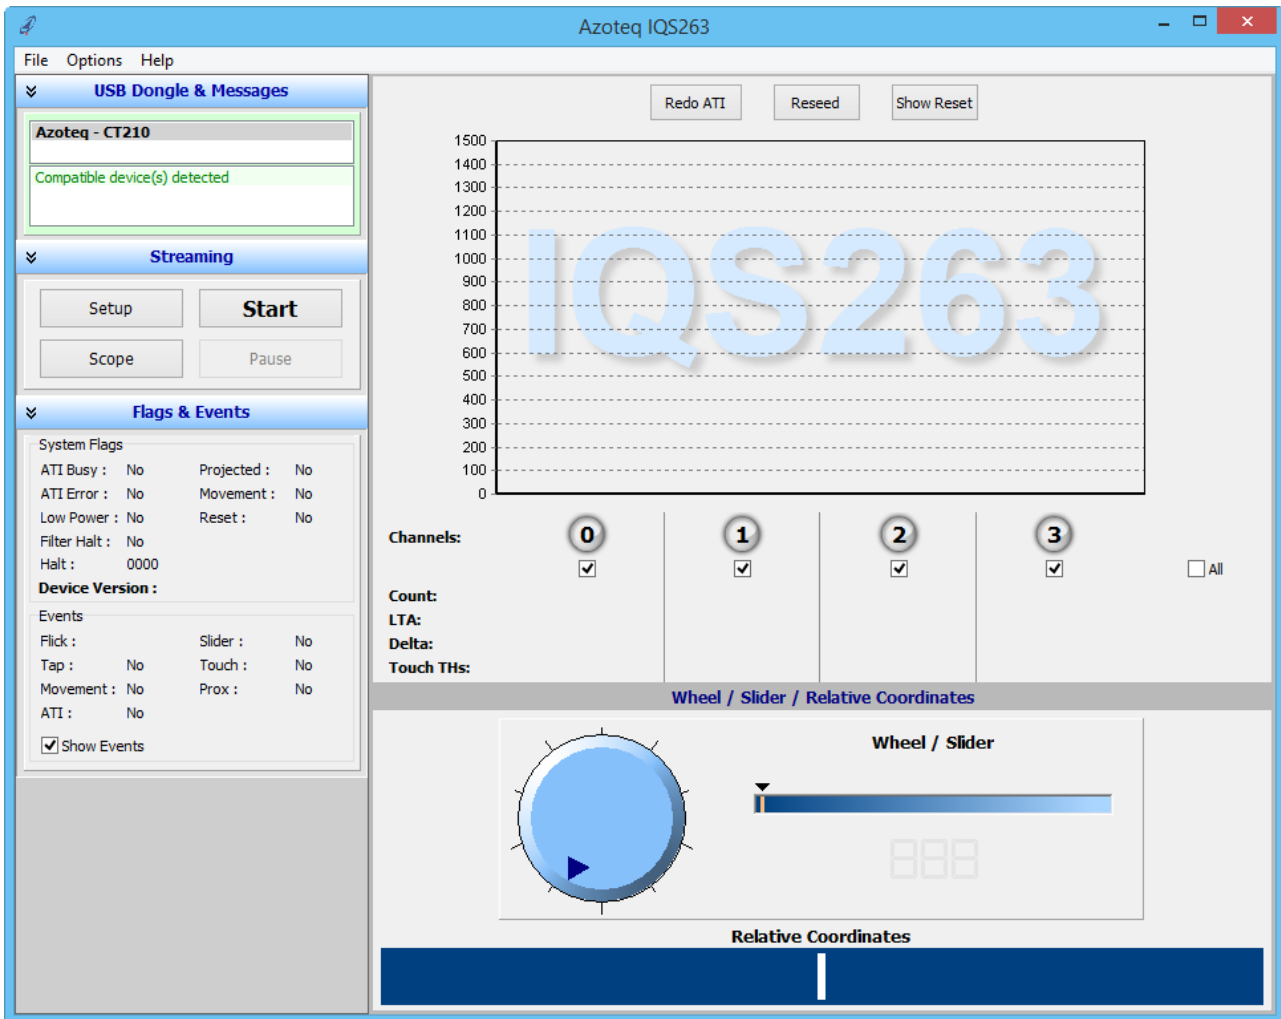 Azoteq IQS263
File Options Help
USB Dongle & Messages
Azoteq - CT210
Compatible device(s) detected
Streaming
Setup Start
Scope Pause
Flags & Events
System Flags
ATI Busy : No Projected : No
ATI Error : No Movement : No
Low Power : No Reset : No
Filter Halt : No
Halt : 0000
Device Version :
Events
Flick : Slider : No
Tap : No Touch : No
Movement : No Prox : No
ATI : No
Show Events
Redo ATI Reseed Show Reset
1500
1400
1300
1200
1100
1000
900
800
700
600
500
400
300
200
100
0
IQS263
Channels: 0 1 2 3
All
Count:
LTA:
Delta:
Touch THs:
Wheel / Slider / Relative Coordinates
Wheel / Slider
888
Relative Coordinates